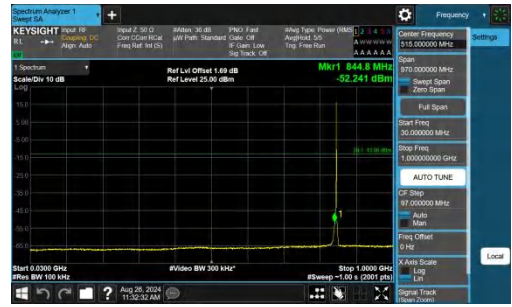 Spectrum Analyzer 1
Swept SA
Frequency
KEYSIGHT Input: RF
RL
Coupling: DC
Align: Auto
Input Z: 50 Ω
Corr CCorr RCal
Freq Ref: Int (S)
#Atten: 36 dB
µW Path: Standard
PNO: Fast
Gate: Off
IF Gain: Low
Sig Track: Off
#Avg Type: Power (RMS)
Avg|Hold: 5/5
Trig: Free Run
1 2 3 4 5 6
A W W W W W
A A A A A A
Center Frequency
515.000000 MHz
Settings
Span
970.000000 MHz
Swept Span
Zero Span
Full Span
Start Freq
30.000000 MHz
Stop Freq
1.000000000 GHz
AUTO TUNE
CF Step
97.000000 MHz
Auto
Man
Freq Offset
0 Hz
X Axis Scale
Log
Lin
Signal Track
(Span Zoom)
Local
1 Spectrum
Scale/Div 10 dB
Log
Ref Lvl Offset 1.69 dB
Ref Level 25.00 dBm
Mkr1 844.8 MHz
-52.241 dBm
15.0
5.00
-5.00
-15.0
-25.0
-35.0
-45.0
-55.0
-65.0
1
Start 0.0300 GHz
#Res BW 100 kHz
#Video BW 300 kHz*
Stop 1.0000 GHz
#Sweep ~1.00 s (2001 pts)
Aug 26, 2024
11:32:32 AM